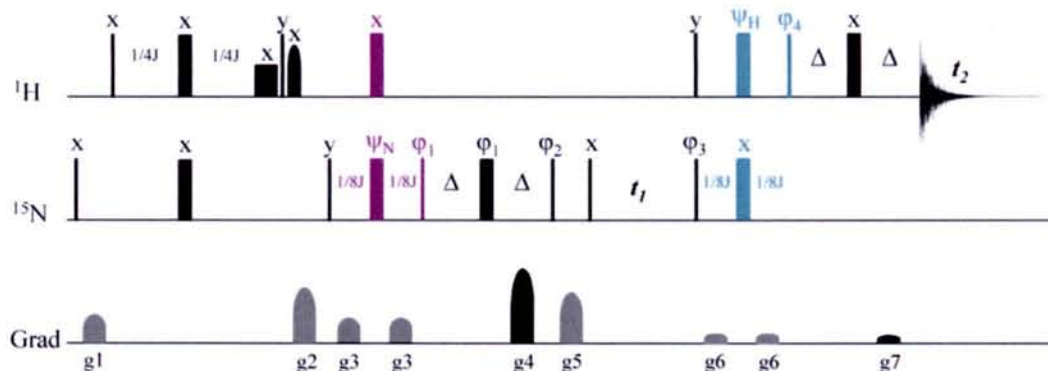 x x x y x x y ψH φ4 x
1/4J 1/4J Δ Δ t2
1H
x x y ψN φ1 φ1 φ2 x φ3 x
1/8J 1/8J Δ Δ t1 1/8J 1/8J
15N
Grad
g1 g2 g3 g3 g4 g5 g6 g6 g7